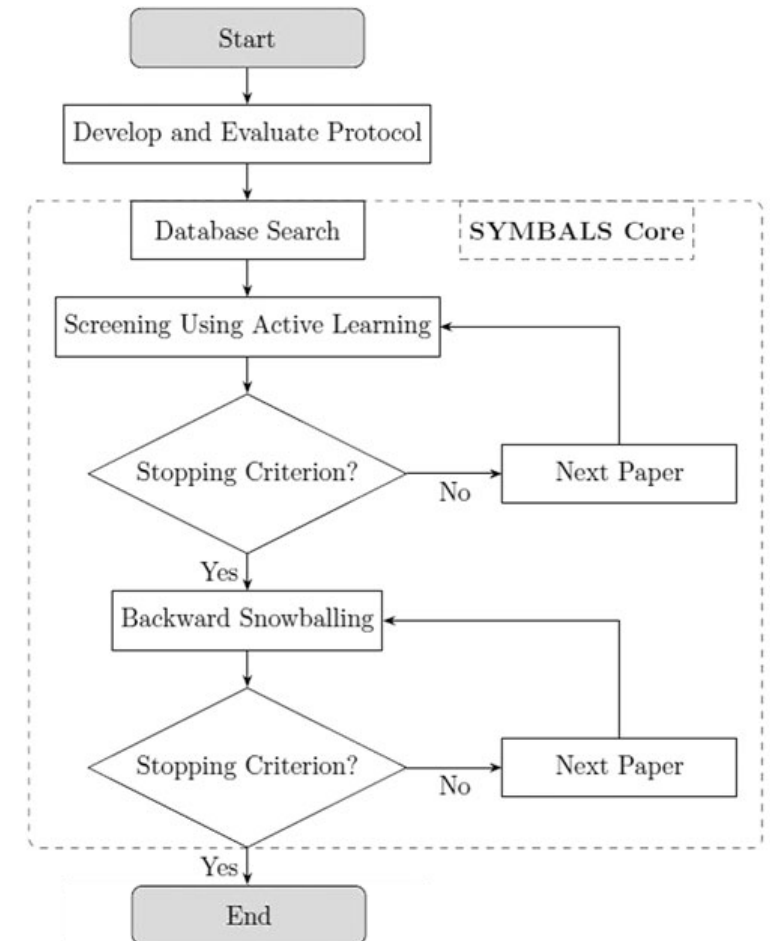 Start
Develop and Evaluate Protocol
Database Search
SYMBALS Core
Screening Using Active Learning
Stopping Criterion?
No
Next Paper
Yes
Backward Snowballing
Stopping Criterion?
No
Next Paper
Yes
End